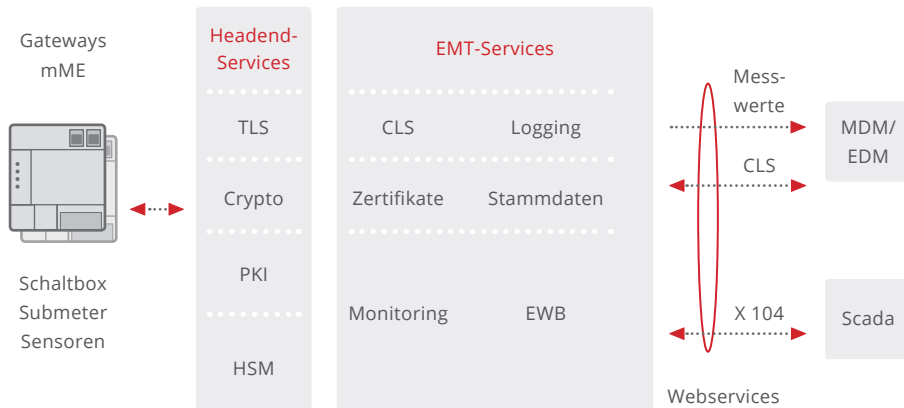 Gateways
mME
Schaltbox
Submeter
Sensoren
Headend-
Services
TLS
Crypto
PKI
HSM
EMT-Services
CLS Logging
Zertifikate Stammdaten
Monitoring EWB
Mess-
werte
CLS
X 104
Webservices
MDM/
EDM
Scada